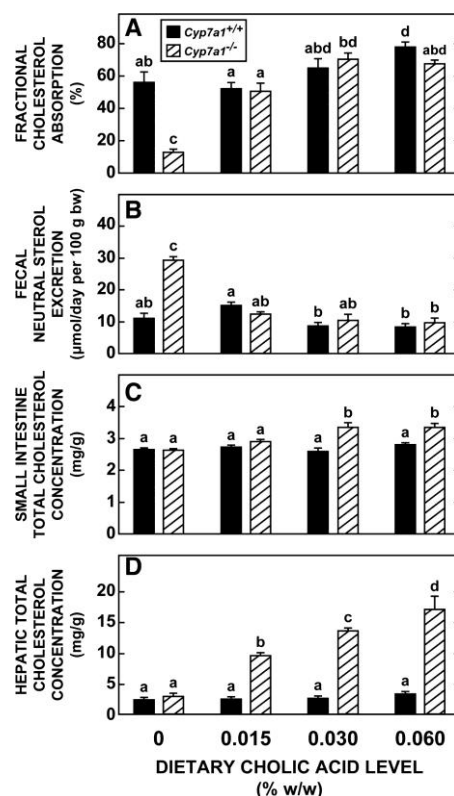 A
Cyp7a1+/+
Cyp7a1-/-
FRACTIONAL
CHOLESTEROL
ABSORPTION
(%)
80
60
40
20
0
ab
c
a
a
abd
bd
d
abd
B
FECAL
NEUTRAL STEROL
EXCRETION
(µmol/day per 100 g bw)
40
30
20
10
0
ab
c
a
ab
b
ab
b
b
C
SMALL INTESTINE
TOTAL CHOLESTEROL
CONCENTRATION
(mg/g)
4
3
2
1
0
a
a
a
a
a
b
a
b
D
HEPATIC TOTAL
CHOLESTEROL
CONCENTRATION
(mg/g)
20
15
10
5
0
a
a
a
b
a
c
a
d
0
0.015
0.030
0.060
DIETARY CHOLIC ACID LEVEL
(% w/w)